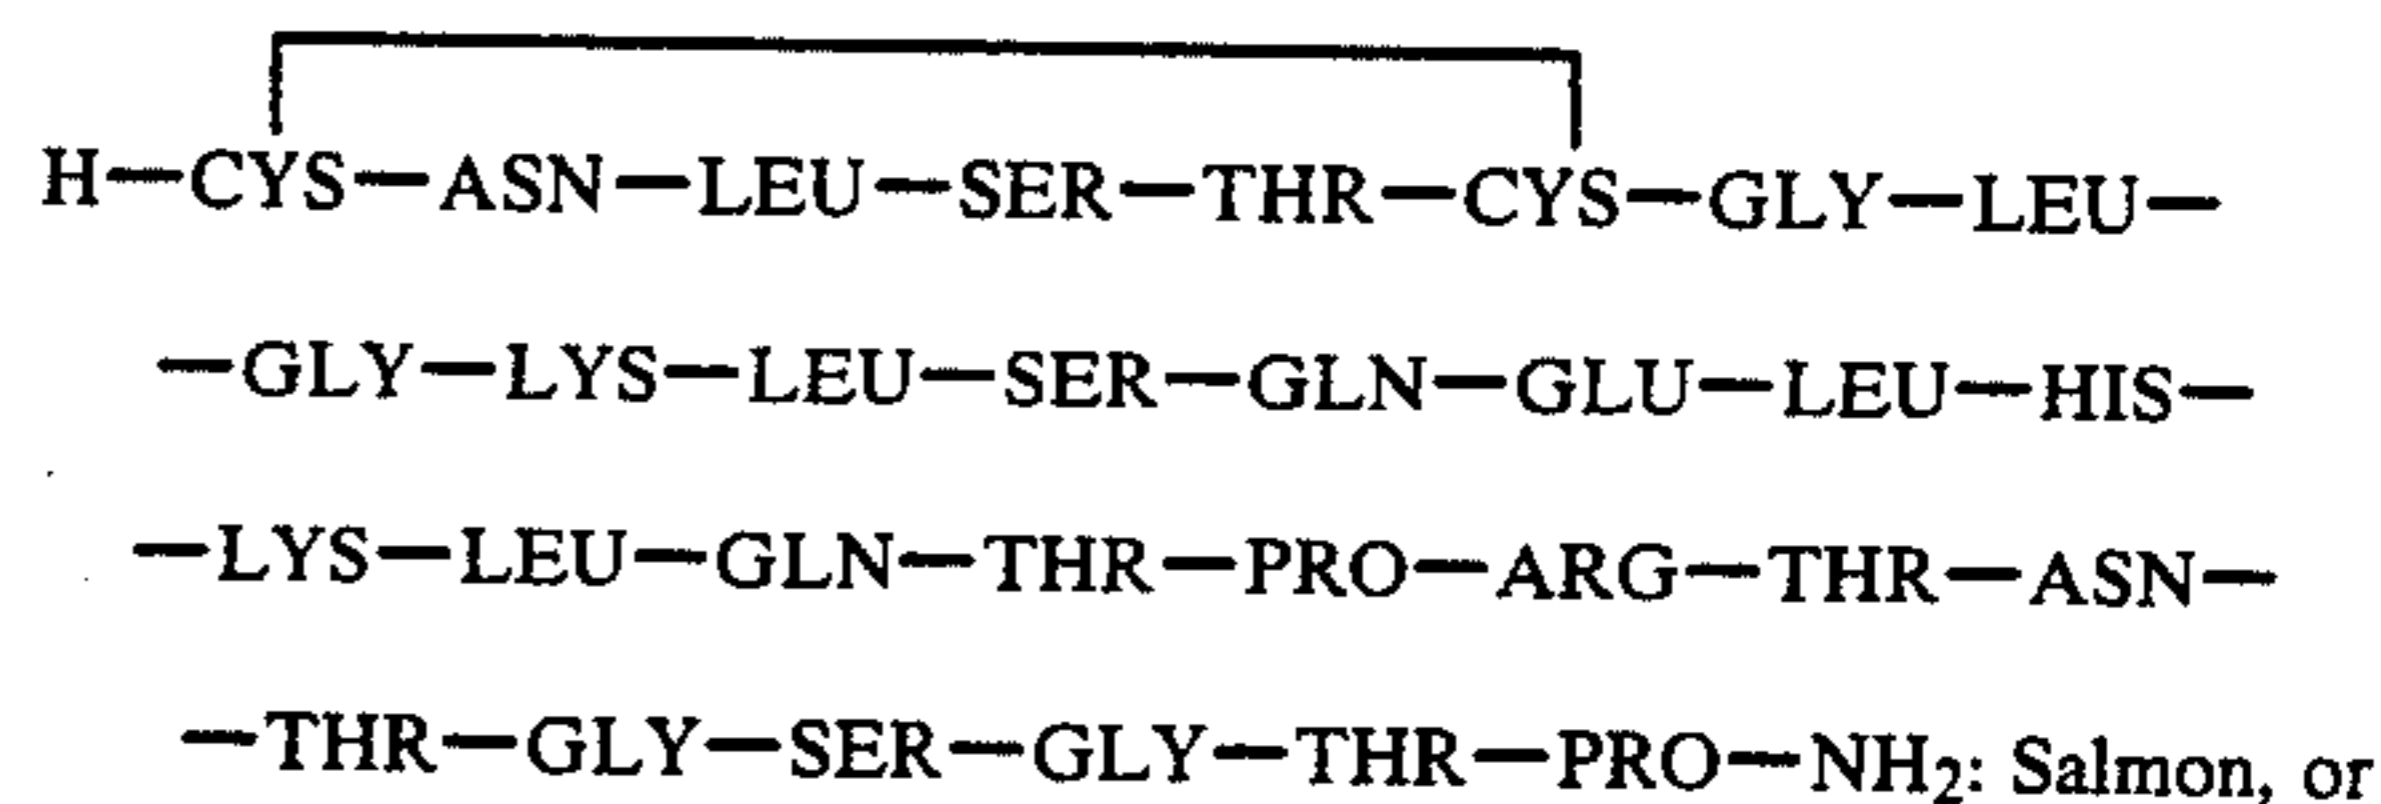 H—CYS—ASN—LEU—SER—THR—CYS—GLY—LEU—
—GLY—LYS—LEU—SER—GLN—GLU—LEU—HIS—
—LYS—LEU—GLN—THR—PRO—ARG—THR—ASN—
—THR—GLY—SER—GLY—THR—PRO—NH₂: Salmon, or